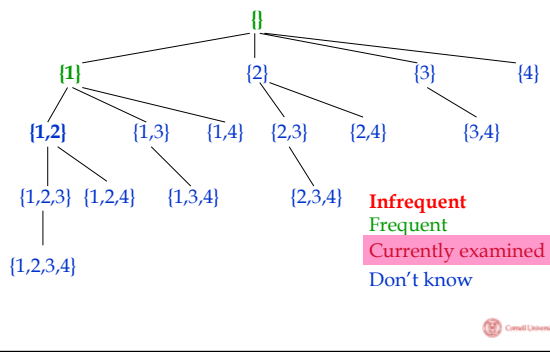 {}
{1} {2} {3} {4}
{1,2} {1,3} {1,4} {2,3} {2,4} {3,4}
{1,2,3} {1,2,4} {1,3,4} {2,3,4}
{1,2,3,4}
Infrequent
Frequent
Currently examined
Don't know
Cornell